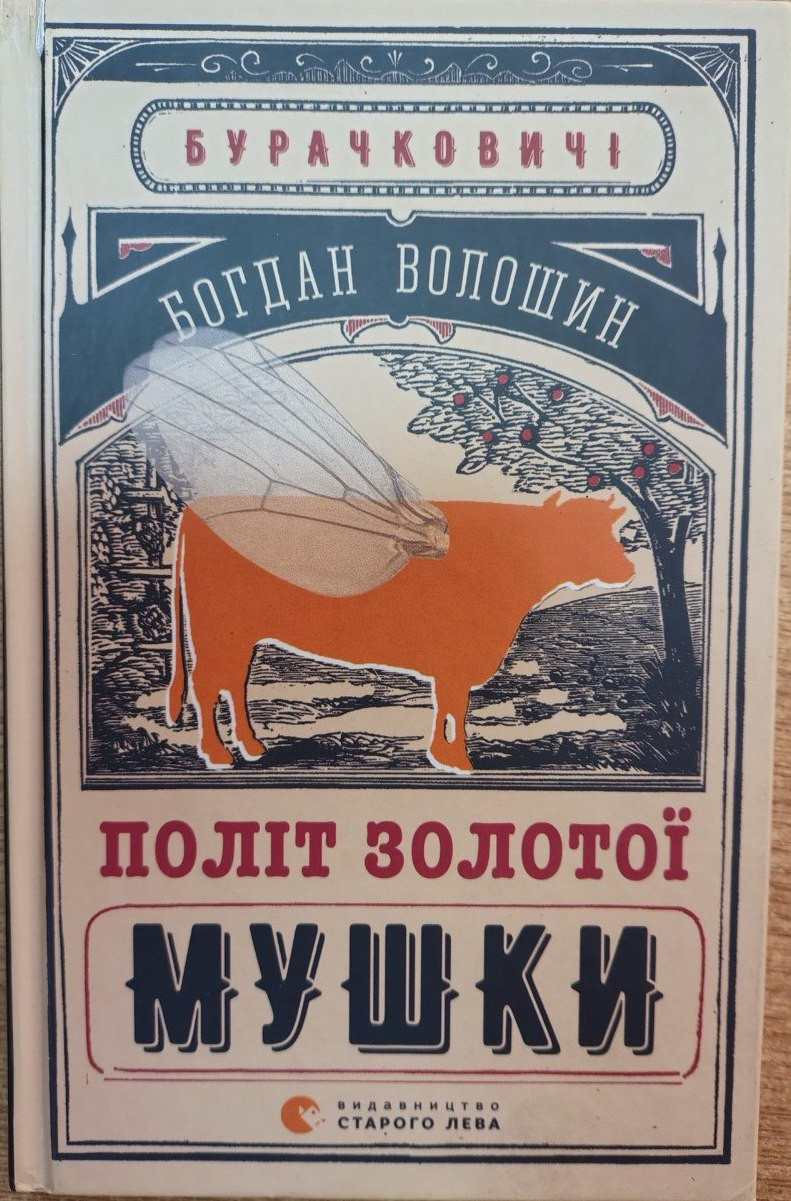 БУРАЧКОВИЧІ
БОГДАН ВОЛОШИН
ПОЛІТ ЗОЛОТОЇ
МУШКИ
видавництво
СТАРОГО ЛЕВА